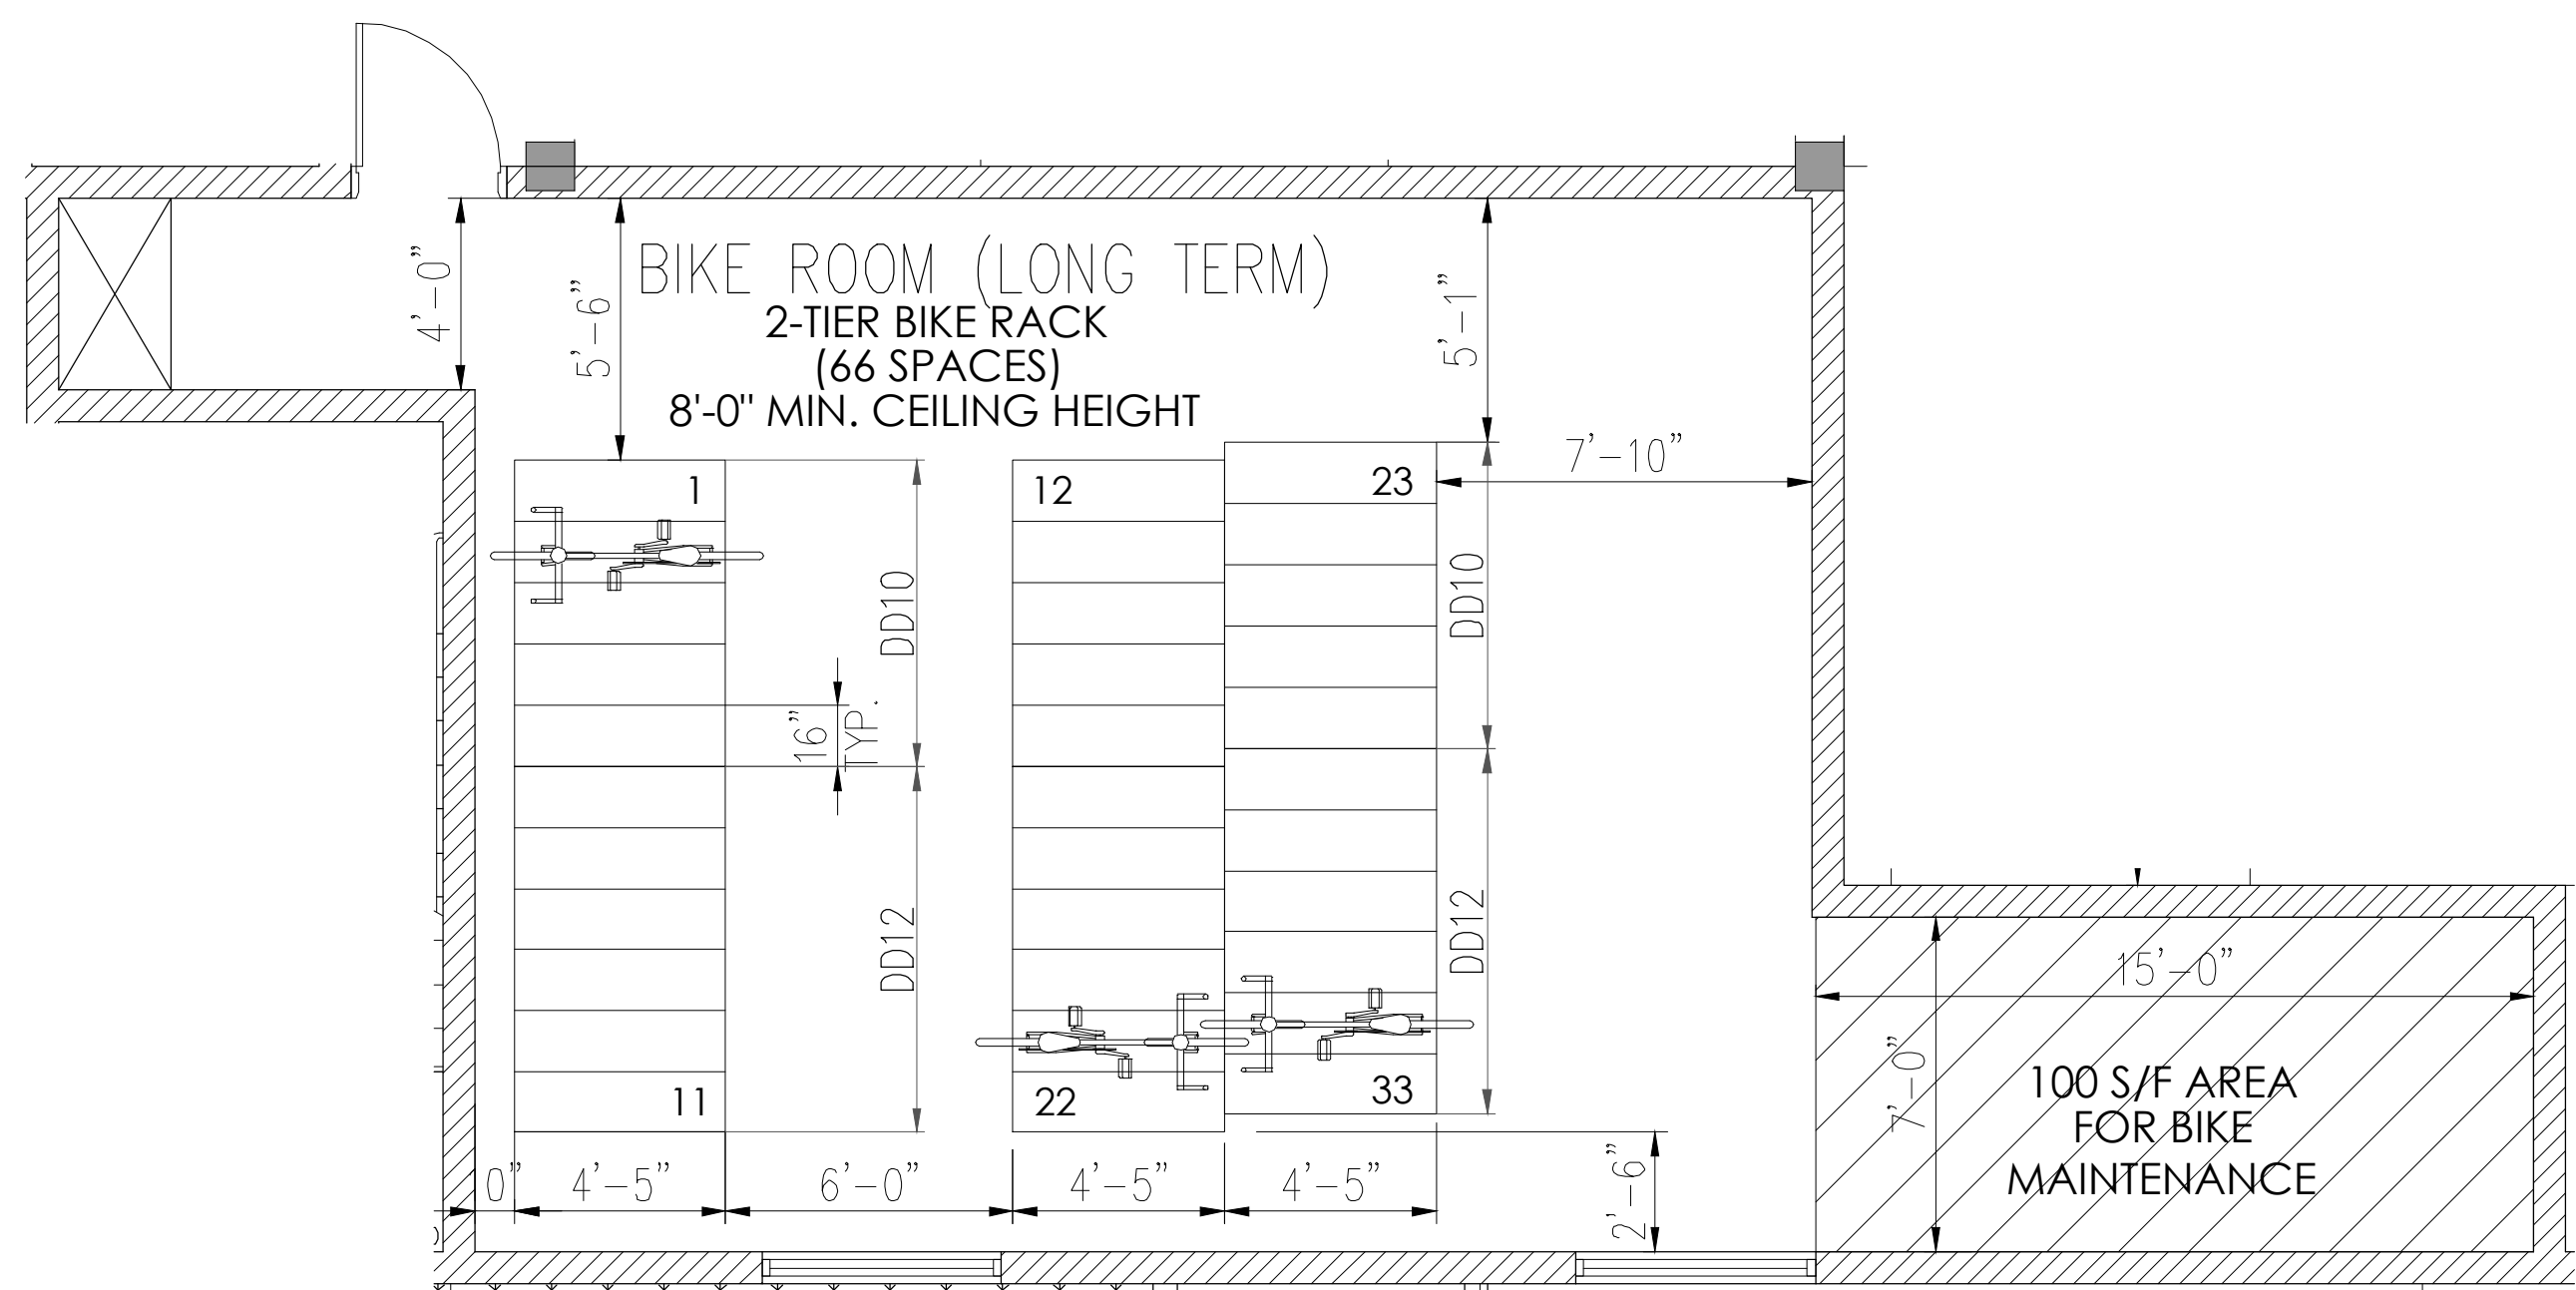 4'-0"
5'-6"
BIKE ROOM (LONG TERM)
2-TIER BIKE RACK
(66 SPACES)
8'-0" MIN. CEILING HEIGHT
5'-1"
7'-10"
1
12
23
DD10
DD10
16"
TYP.
DD12
DD12
11
22
33
0"
4'-5"
6'-0"
4'-5"
4'-5"
2'-6"
15'-0"
7'-0"
100 S/F AREA
FOR BIKE
MAINTENANCE